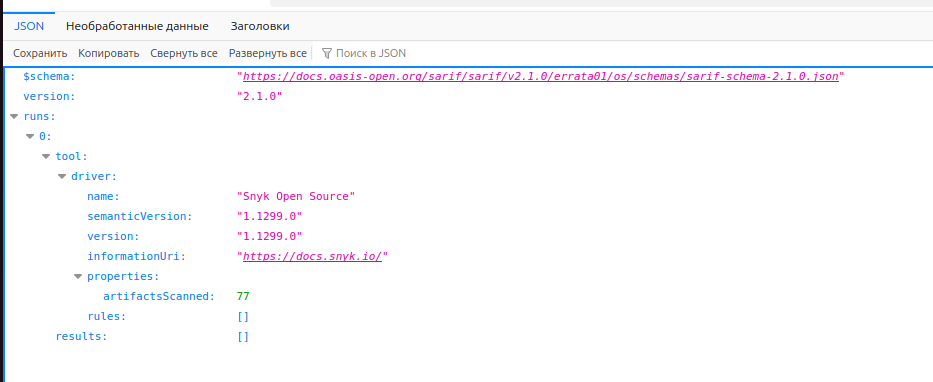 JSON Необработанные данные Заголовки
Сохранить Копировать Свернуть все Развернуть все Поиск в JSON
$schema: "https://docs.oasis-open.org/sarif/sarif/v2.1.0/errata01/os/schemas/sarif-schema-2.1.0.json"
version: "2.1.0"
runs:
0:
tool:
driver:
name: "Snyk Open Source"
semanticVersion: "1.1299.0"
version: "1.1299.0"
informationUri: "https://docs.snyk.io/"
properties:
artifactsScanned: 77
rules: []
results: []